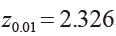 z₀.₀₁ = 2.326